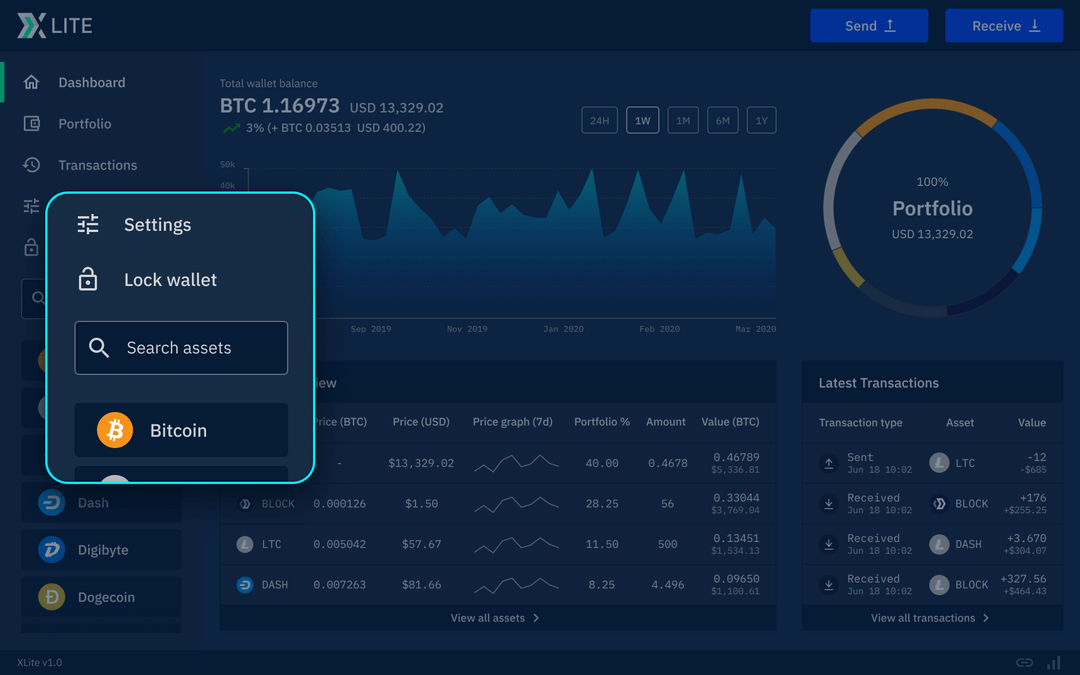 XLITE
Send
Receive
Dashboard
Portfolio
Transactions
Settings
Lock wallet
Search assets
Bitcoin
Dash
Digibyte
Dogecoin
Total wallet balance
BTC 1.16973 USD 13,329.02
3% (+ BTC 0.03513 USD 400.22)
24H 1W 1M 6M 1Y
50k
40k
Sep 2019 Nov 2019 Jan 2020 Feb 2020 Mar 2020
100%
Portfolio
USD 13,329.02
Price (BTC) Price (USD) Price graph (7d) Portfolio % Amount Value (BTC)
- $13,329.02 40.00 0.4678 0.46789
$5,336.81
BLOCK 0.000126 $1.50 28.25 56 0.33044
$3,769.04
LTC 0.005042 $57.67 11.50 500 0.13451
$1,534.13
DASH 0.007263 $81.66 8.25 4.496 0.09650
$1,100.61
View all assets
Latest Transactions
Transaction type Asset Value
Sent LTC -12
Jun 18 10:02 -$685
Received BLOCK +176
Jun 18 10:02 +$255.25
Received DASH +3.670
Jun 18 10:02 +$304.07
Received BLOCK +327.56
Jun 18 10:02 +$464.43
View all transactions
XLite v1.0